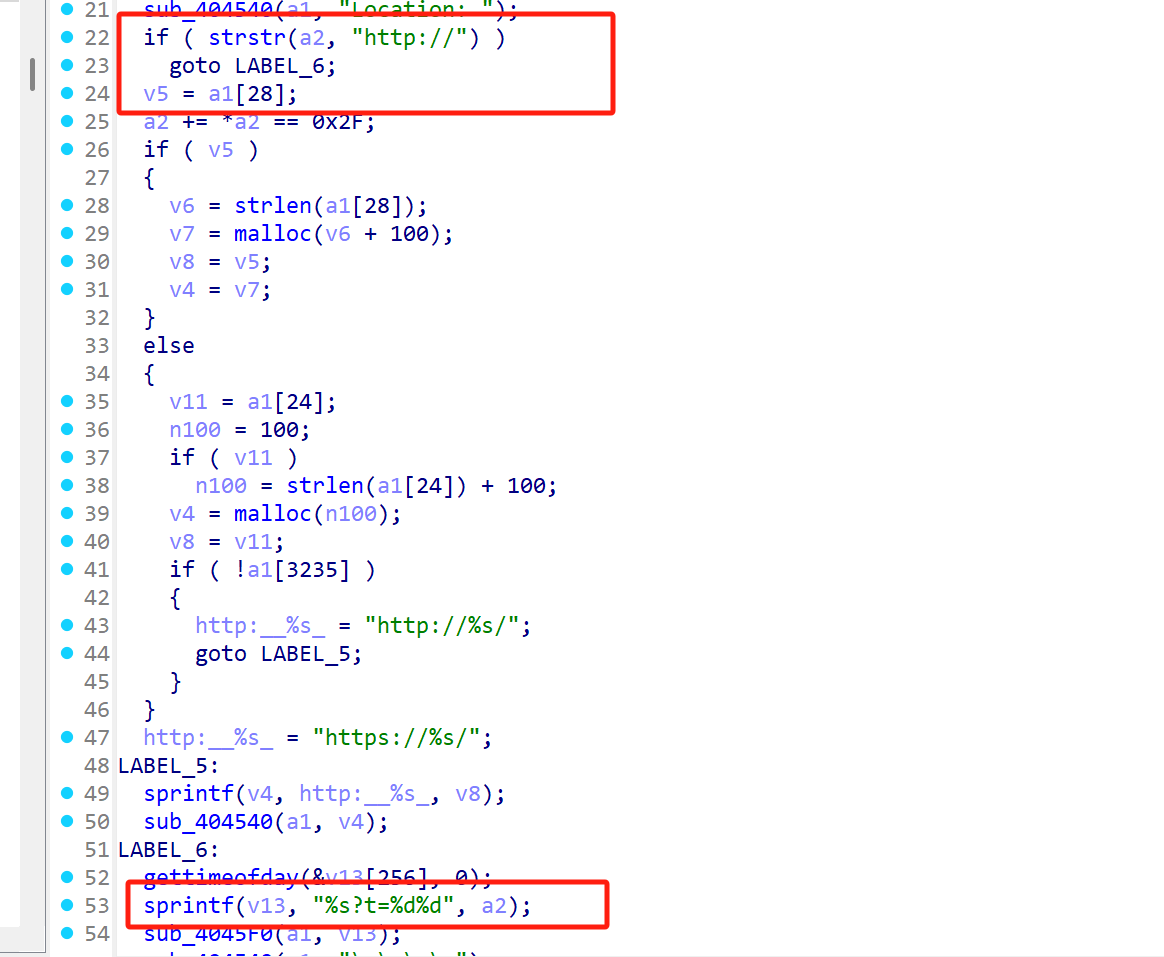 21 sub_404540(a1, "Location: ");
22 if ( strstr(a2, "http://") )
23 goto LABEL_6;
24 v5 = a1[28];
25 a2 += *a2 == 0x2F;
26 if ( v5 )
27 {
28 v6 = strlen(a1[28]);
29 v7 = malloc(v6 + 100);
30 v8 = v5;
31 v4 = v7;
32 }
33 else
34 {
35 v11 = a1[24];
36 n100 = 100;
37 if ( v11 )
38 n100 = strlen(a1[24]) + 100;
39 v4 = malloc(n100);
40 v8 = v11;
41 if ( !a1[3235] )
42 {
43 http:__%s_ = "http://%s/";
44 goto LABEL_5;
45 }
46 }
47 http:__%s_ = "https://%s/";
48 LABEL_5:
49 sprintf(v4, http:__%s_, v8);
50 sub_404540(a1, v4);
51 LABEL_6:
52 gettimeofday(&v13[256], 0);
53 sprintf(v13, "%s?t=%d%d", a2);
54 sub_4045F0(a1, v13);